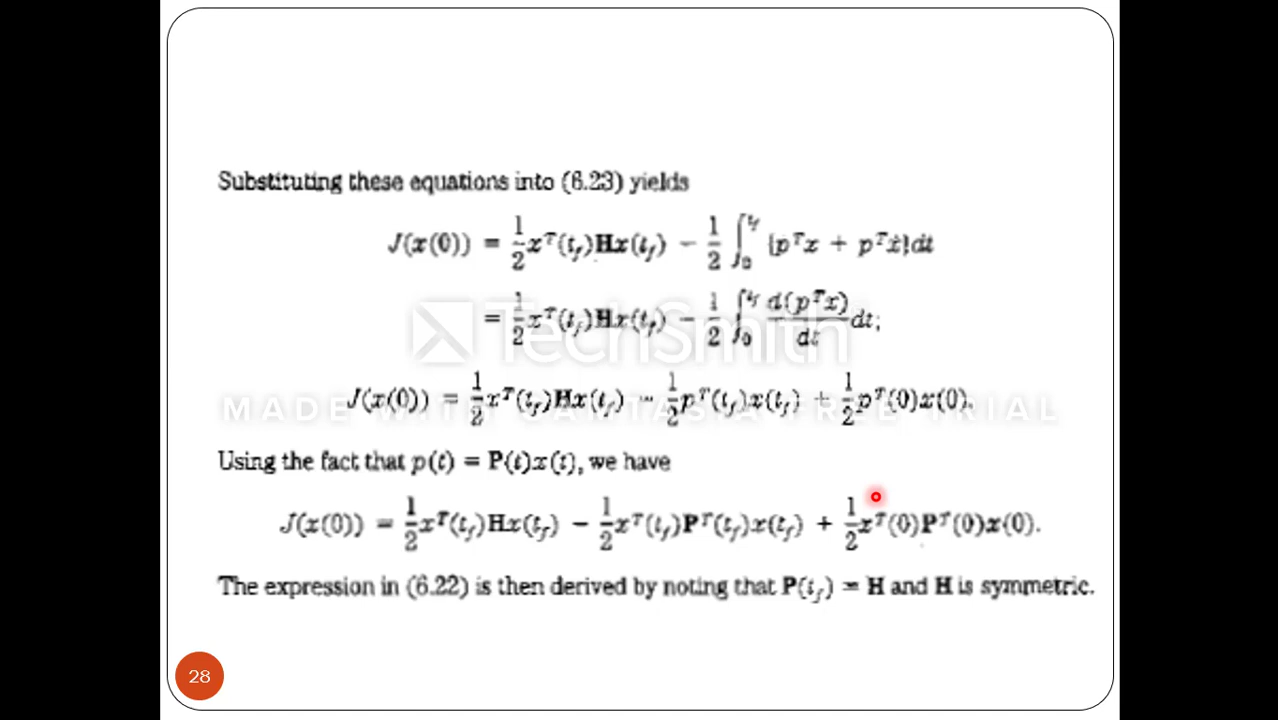 Substituting these equations into (6.23) yields
J(x(0)) = 1/2 x^T(t_f)Hx(t_f) − 1/2 ∫_0^{t_f} {ṗ^T x + p^T ẋ}dt
= 1/2 x^T(t_f)Hx(t_f) − 1/2 ∫_0^{t_f} d(p^T x)/dt dt;
TechSmith
J(x(0)) = 1/2 x^T(t_f)Hx(t_f) − 1/2 p^T(t_f)x(t_f) + 1/2 p^T(0)x(0).
MADE WITH CAMTASIA FREE TRIAL
Using the fact that p(t) = P(t)x(t), we have
J(x(0)) = 1/2 x^T(t_f)Hx(t_f) − 1/2 x^T(t_f)P^T(t_f)x(t_f) + 1/2 x^T(0)P^T(0)x(0).
The expression in (6.22) is then derived by noting that P(t_f) = H and H is symmetric.
28